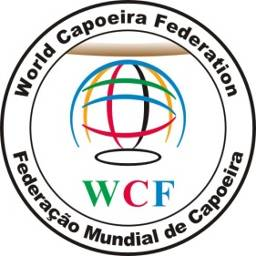 World Capoeira Federation
WCF
Federação Mundial de Capoeira